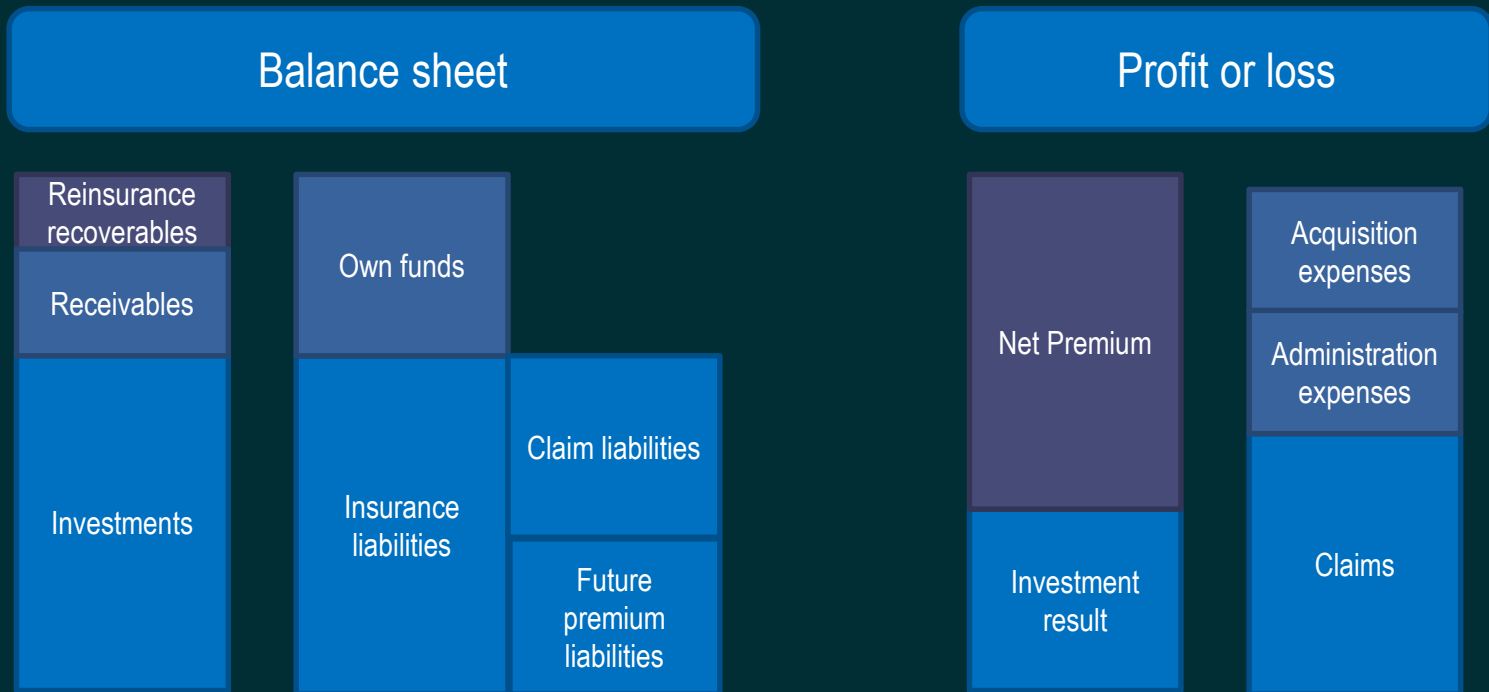 Balance sheet
Profit or loss
Reinsurance
recoverables
Receivables
Investments
Own funds
Insurance
liabilities
Claim liabilities
Future
premium
liabilities
Net Premium
Investment
result
Acquisition
expenses
Administration
expenses
Claims